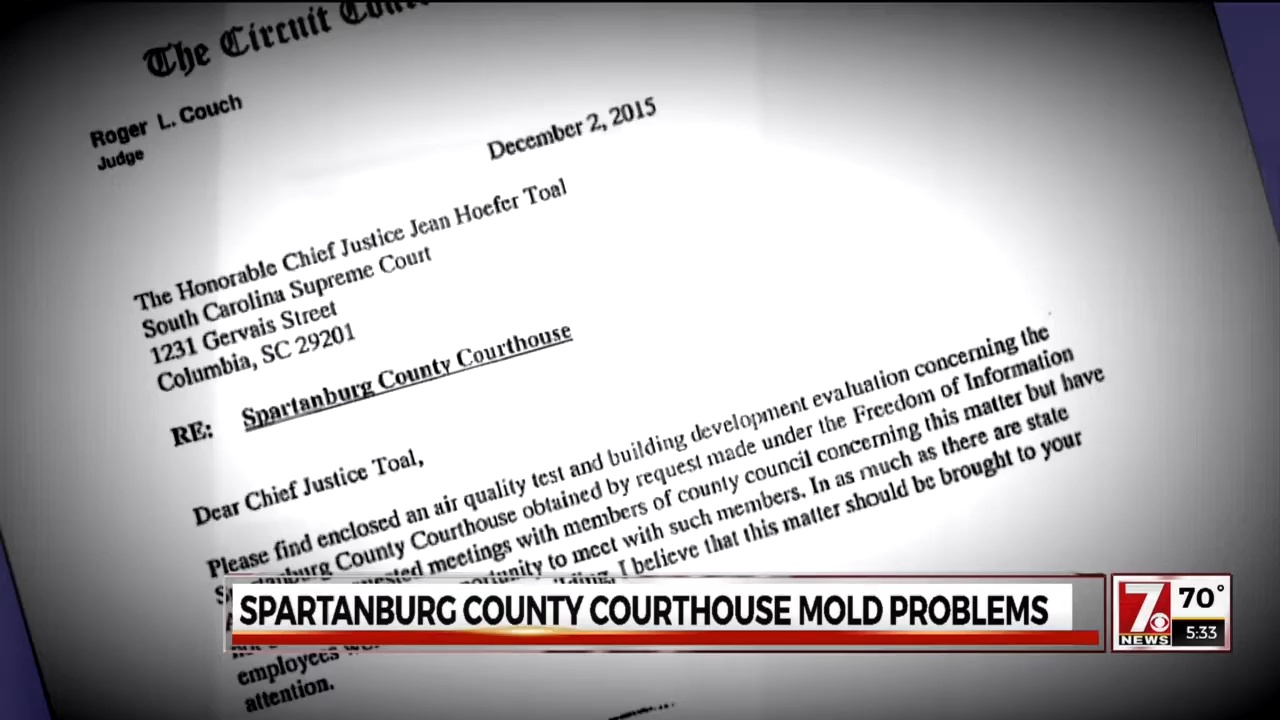 The Circuit
Roger L. Couch
Judge
December 2, 2015
The Honorable Chief Justice Jean Hoefer Toal
South Carolina Supreme Court
1231 Gervais Street
Columbia, SC 29201
RE: Spartanburg County Courthouse
Dear Chief Justice Toal,
Please find enclosed an air quality test and building development evaluation concerning the
County Courthouse obtained by request made under the Freedom of Information
meetings with members of county council concerning this matter but have
to meet with such members. In as much as there are state
I believe that this matter should be brought to your
employees
attention.
SPARTANBURG COUNTY COURTHOUSE MOLD PROBLEMS
7
NEWS
70°
5:33